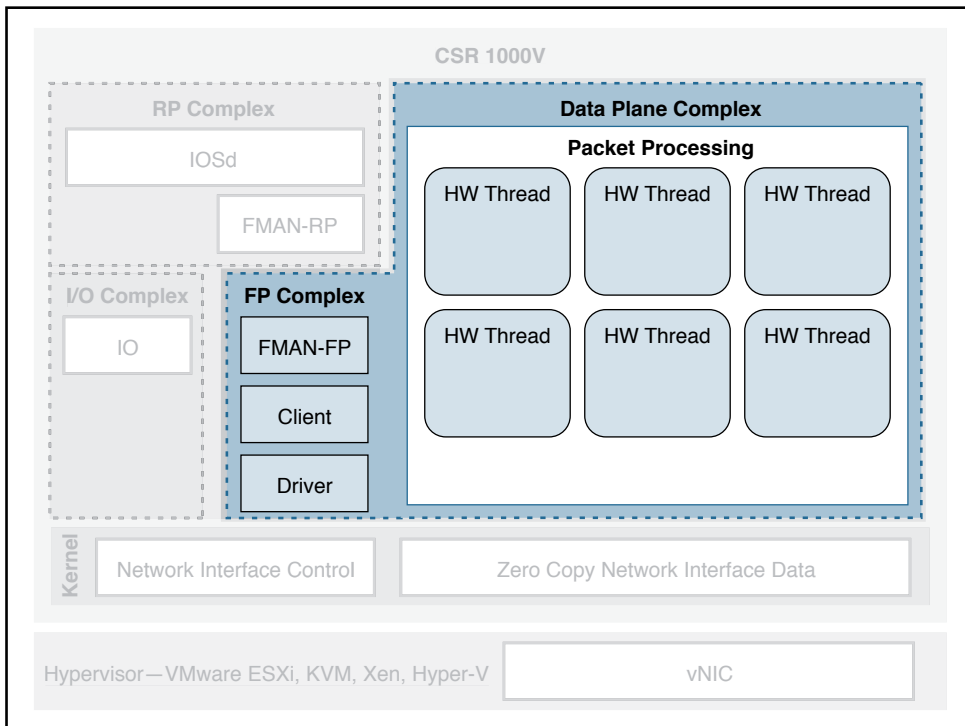 CSR 1000V
RP Complex
IOSd
FMAN-RP
Data Plane Complex
Packet Processing
HW Thread
HW Thread
HW Thread
HW Thread
HW Thread
HW Thread
I/O Complex
IO
FP Complex
FMAN-FP
Client
Driver
Kernel
Network Interface Control
Zero Copy Network Interface Data
Hypervisor—VMware ESXi, KVM, Xen, Hyper-V
vNIC